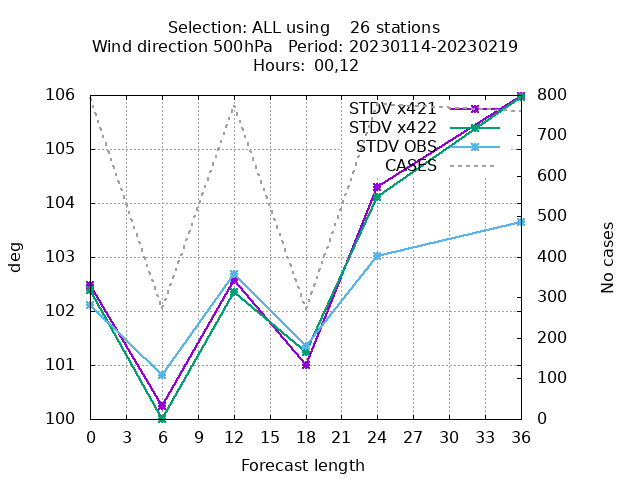 Selection: ALL using    26 stations
Wind direction 500hPa   Period: 20230114-20230219
Hours:  00,12
106
105
104
103
102
101
100
800
700
600
500
400
300
200
100
0
STDV x421
STDV x422
STDV OBS
CASES
deg
No cases
0 3 6 9 12 15 18 21 24 27 30 33 36
Forecast length